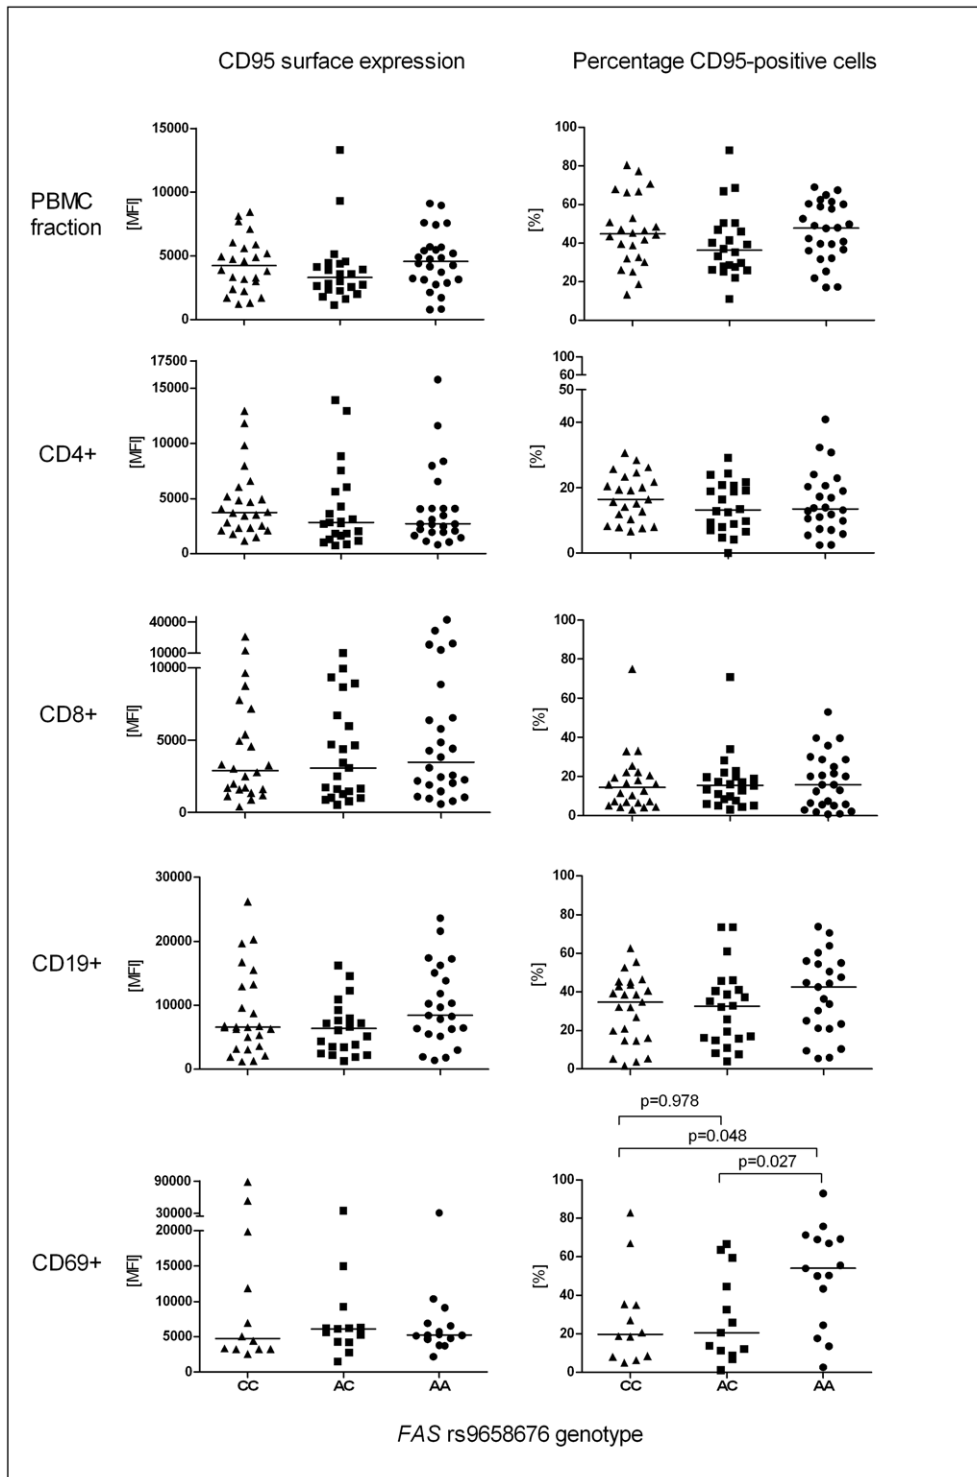 CD95 surface expression
Percentage CD95-positive cells
PBMC
fraction
[MFI]
15000
10000
5000
0
[%]
100
80
60
40
20
0
CD4+
[MFI]
17500
15000
10000
5000
0
[%]
100
60
50
40
20
0
CD8+
[MFI]
40000
10000
10000
5000
0
[%]
100
80
60
40
20
0
CD19+
[MFI]
30000
20000
10000
0
[%]
100
80
60
40
20
0
p=0.978
p=0.048
p=0.027
CD69+
[MFI]
90000
30000
20000
15000
10000
5000
0
CC
AC
AA
[%]
100
80
60
40
20
0
CC
AC
AA
FAS rs9658676 genotype